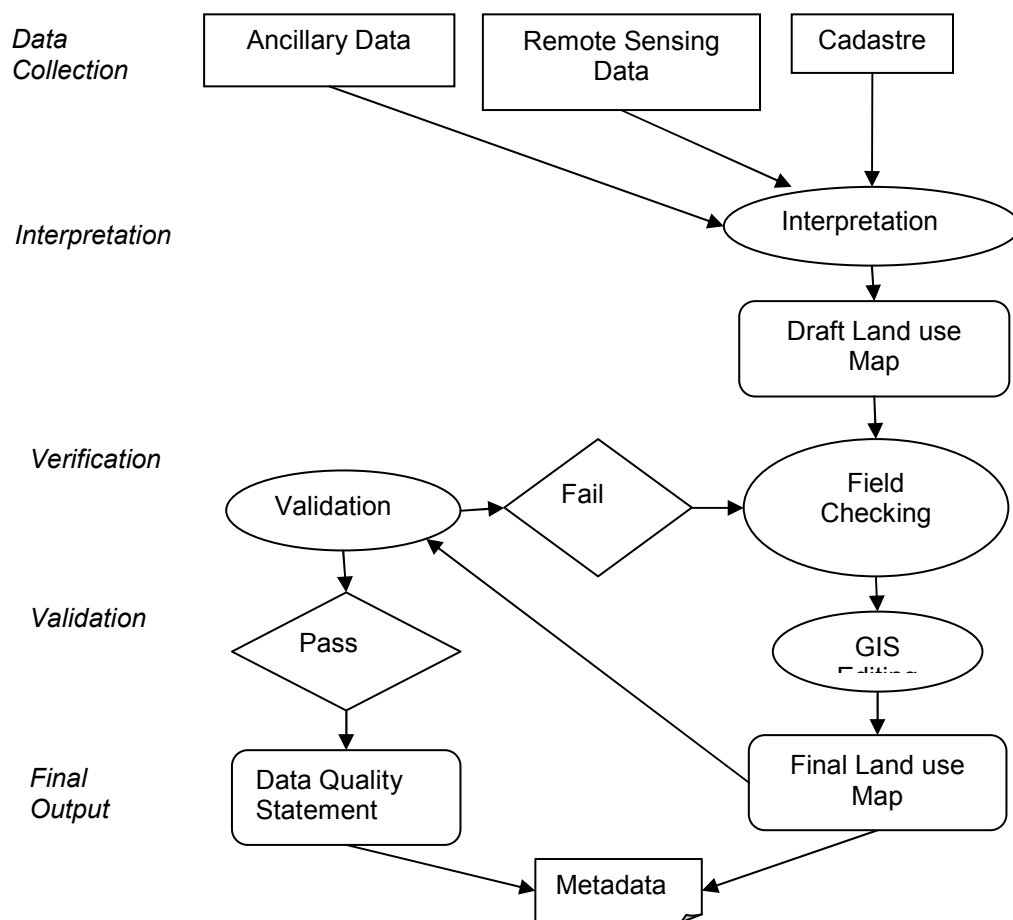 Data
Collection
Ancillary Data
Remote Sensing
Data
Cadastre
Interpretation
Interpretation
Draft Land use
Map
Verification
Validation
Fail
Field
Checking
Validation
Pass
GIS
Editing
Final
Output
Data Quality
Statement
Final Land use
Map
Metadata